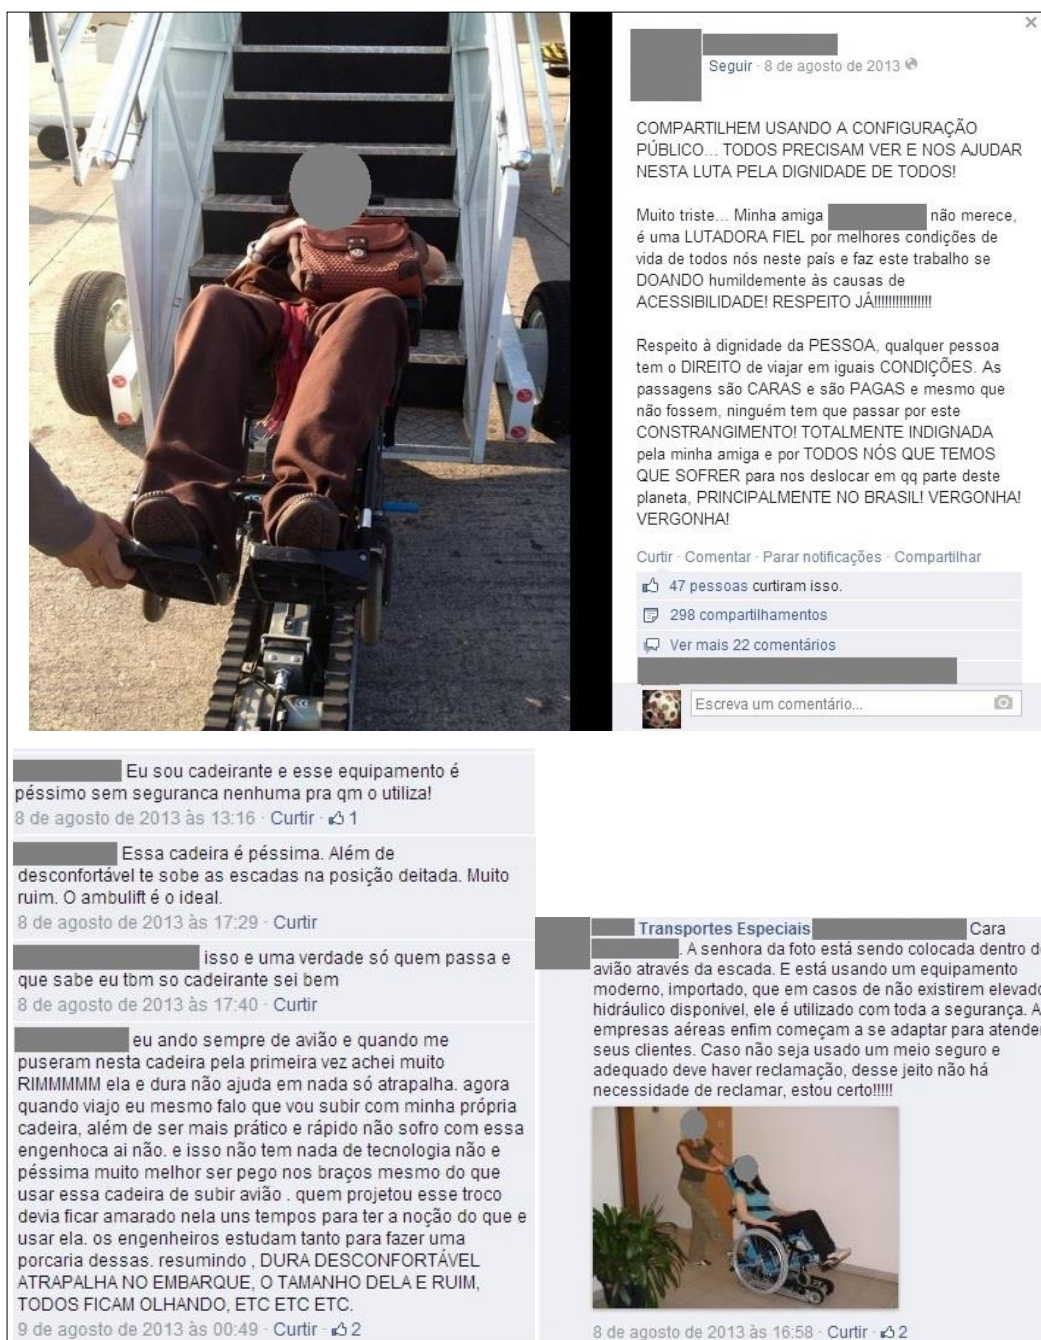 Seguir · 8 de agosto de 2013
COMPARTILHEM USANDO A CONFIGURAÇÃO
PÚBLICO... TODOS PRECISAM VER E NOS AJUDAR
NESTA LUTA PELA DIGNIDADE DE TODOS!
Muito triste... Minha amiga não merece,
é uma LUTADORA FIEL por melhores condições de
vida de todos nós neste país e faz este trabalho se
DOANDO humildemente às causas de
ACESSIBILIDADE! RESPEITO JÁ!!!!!!!!!!!!!!!!!
Respeito à dignidade da PESSOA, qualquer pessoa
tem o DIREITO de viajar em iguais CONDIÇÕES. As
passagens são CARAS e são PAGAS e mesmo que
não fossem, ninguém tem que passar por este
CONSTRANGIMENTO! TOTALMENTE INDIGNADA
pela minha amiga e por TODOS NÓS QUE TEMOS
QUE SOFRER para nos deslocar em qq parte deste
planeta, PRINCIPALMENTE NO BRASIL! VERGONHA!
VERGONHA!
Curtir · Comentar · Parar notificações · Compartilhar
47 pessoas curtiram isso.
298 compartilhamentos
Ver mais 22 comentários
Escreva um comentário...
Eu sou cadeirante e esse equipamento é
péssimo sem seguranca nenhuma pra qm o utiliza!
8 de agosto de 2013 às 13:16 · Curtir · 1
Essa cadeira é péssima. Além de
desconfortável te sobe as escadas na posição deitada. Muito
ruim. O ambulift é o ideal.
8 de agosto de 2013 às 17:29 · Curtir
isso e uma verdade só quem passa e
que sabe eu tbm so cadeirante sei bem
8 de agosto de 2013 às 17:40 · Curtir
eu ando sempre de avião e quando me
puseram nesta cadeira pela primeira vez achei muito
RIMMMMM ela e dura não ajuda em nada só atrapalha. agora
quando viajo eu mesmo falo que vou subir com minha própria
cadeira, além de ser mais prático e rápido não sofro com essa
engenhoca ai não. e isso não tem nada de tecnologia não e
péssima muito melhor ser pego nos braços mesmo do que
usar essa cadeira de subir avião . quem projetou esse troco
devia ficar amarado nela uns tempos para ter a noção do que e
usar ela. os engenheiros estudam tanto para fazer uma
porcaria dessas. resumindo , DURA DESCONFORTÁVEL
ATRAPALHA NO EMBARQUE, O TAMANHO DELA E RUIM,
TODOS FICAM OLHANDO, ETC ETC ETC.
9 de agosto de 2013 às 00:49 · Curtir · 2
Transportes Especiais Cara
. A senhora da foto está sendo colocada dentro d
avião através da escada. E está usando um equipamento
moderno, importado, que em casos de não existirem elevado
hidráulico disponivel, ele é utilizado com toda a segurança. A
empresas aéreas enfim começam a se adaptar para atende
seus clientes. Caso não seja usado um meio seguro e
adequado deve haver reclamação, desse jeito não há
necessidade de reclamar, estou certo!!!!!
8 de agosto de 2013 às 16:58 · Curtir · 2